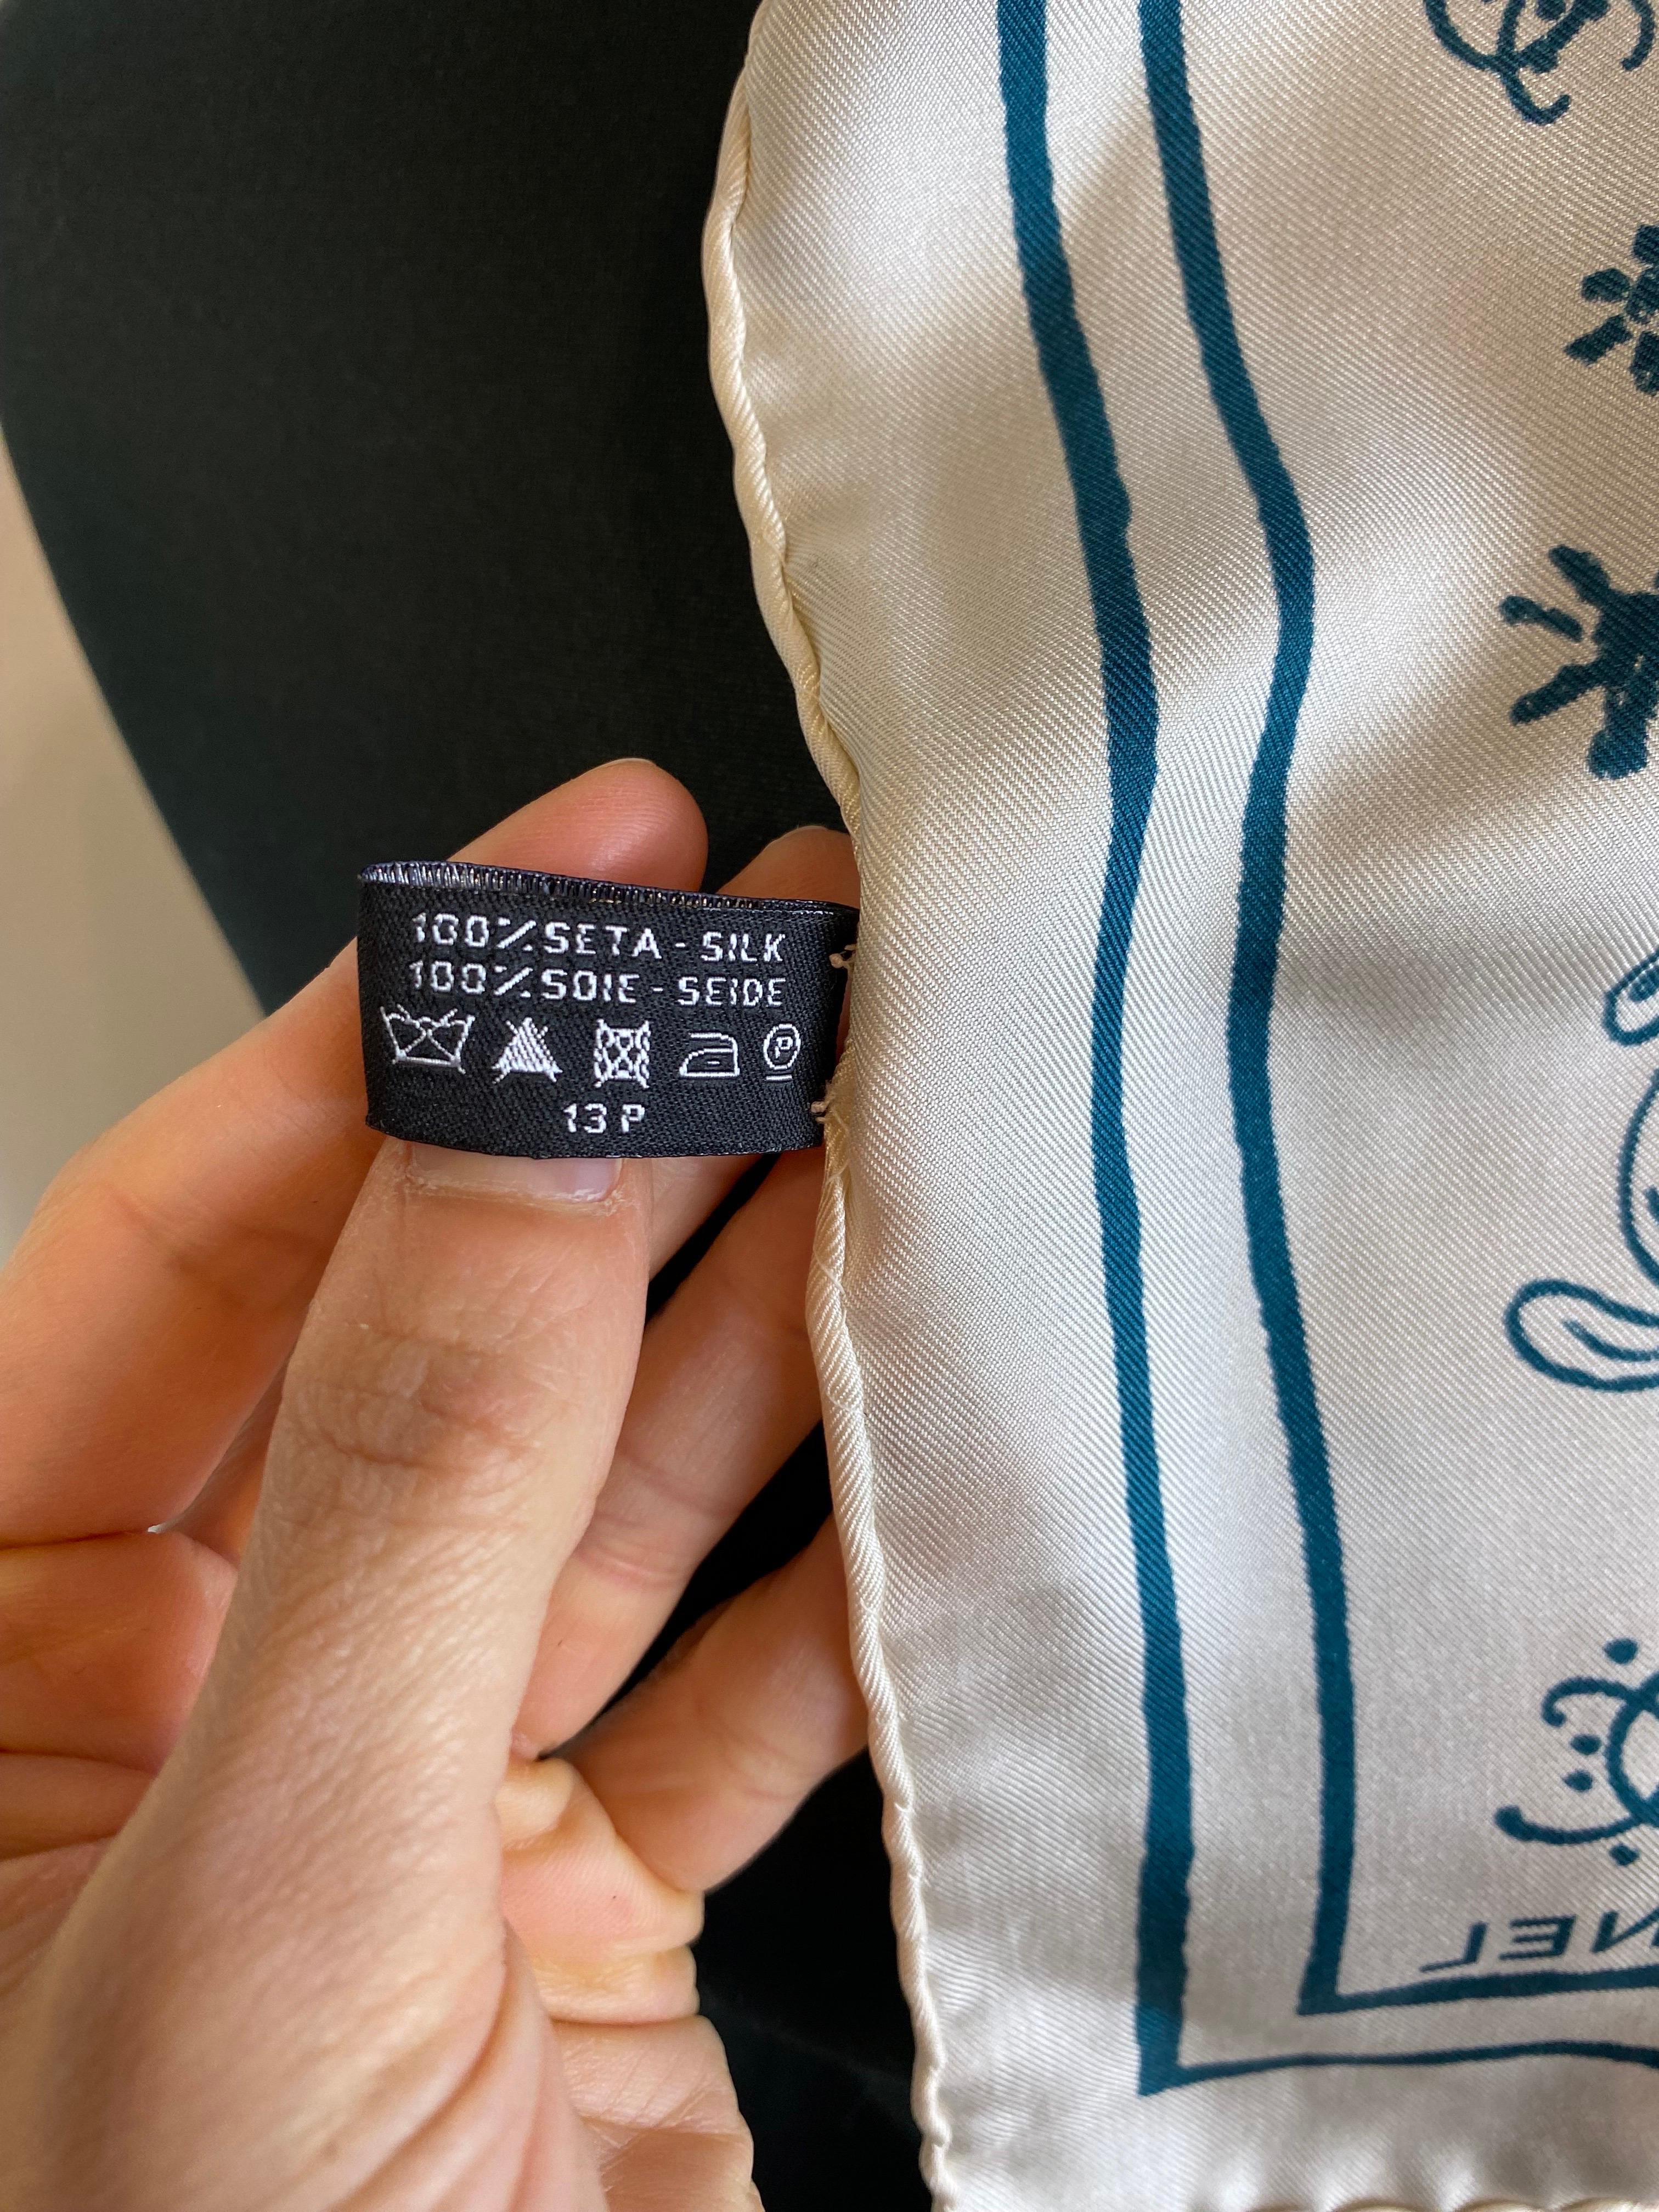 100% SETA - SILK
100% SOIE - SEIDE
P
13 P
NEL